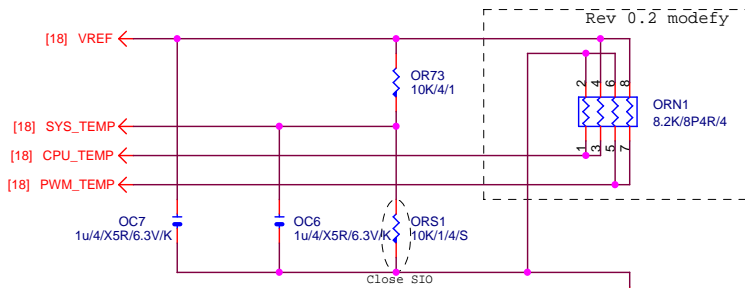 Rev 0.2 modefy
[18] VREF
OR73
10K/4/1
2 4 6 8
ORN1
8.2K/8P4R/4
[18] SYS_TEMP
1 3 5 7
[18] CPU_TEMP
[18] PWM_TEMP
OC7
1u/4/X5R/6.3V/K
OC6
1u/4/X5R/6.3V/K
ORS1
10K/1/4/S
Close SIO